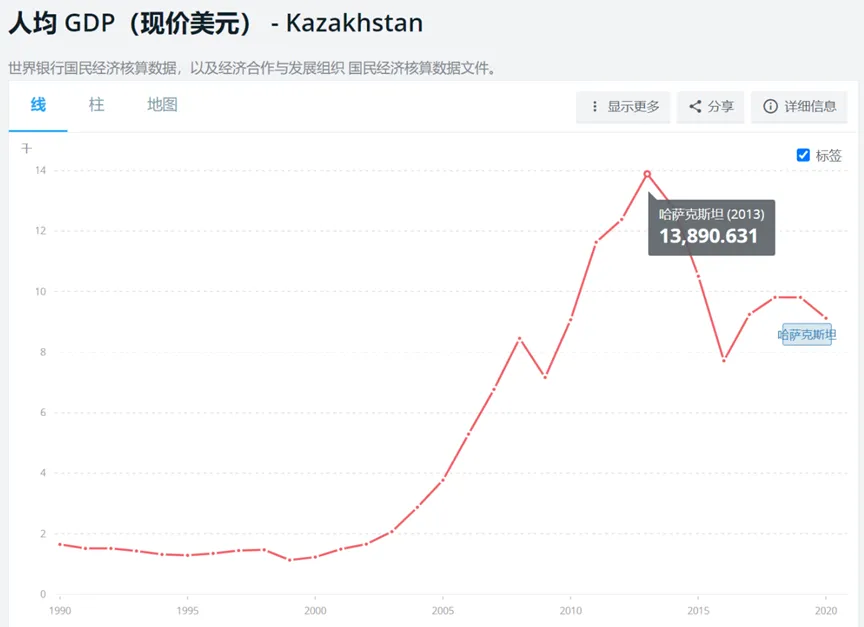 人均 GDP（现价美元） - Kazakhstan
世界银行国民经济核算数据，以及经济合作与发展组织 国民经济核算数据文件。
线 柱 地图 显示更多 分享 详细信息
千 标签
14
哈萨克斯坦 (2013)
13,890.631
12
10
哈萨克斯坦
8
6
4
2
0
1990 1995 2000 2005 2010 2015 2020